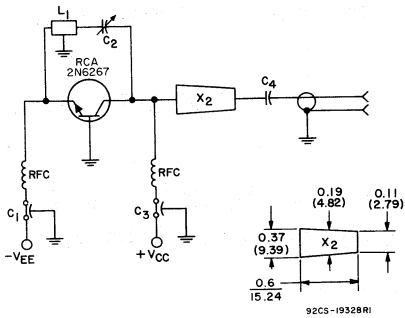 L1
C2
RCA
2N6267
X2
C4
RFC
RFC
C1
C3
-VEE
+VCC
0.19
(4.82)
0.11
(2.79)
0.37
(9.39)
X2
0.6
15.24
92CS-19328R1